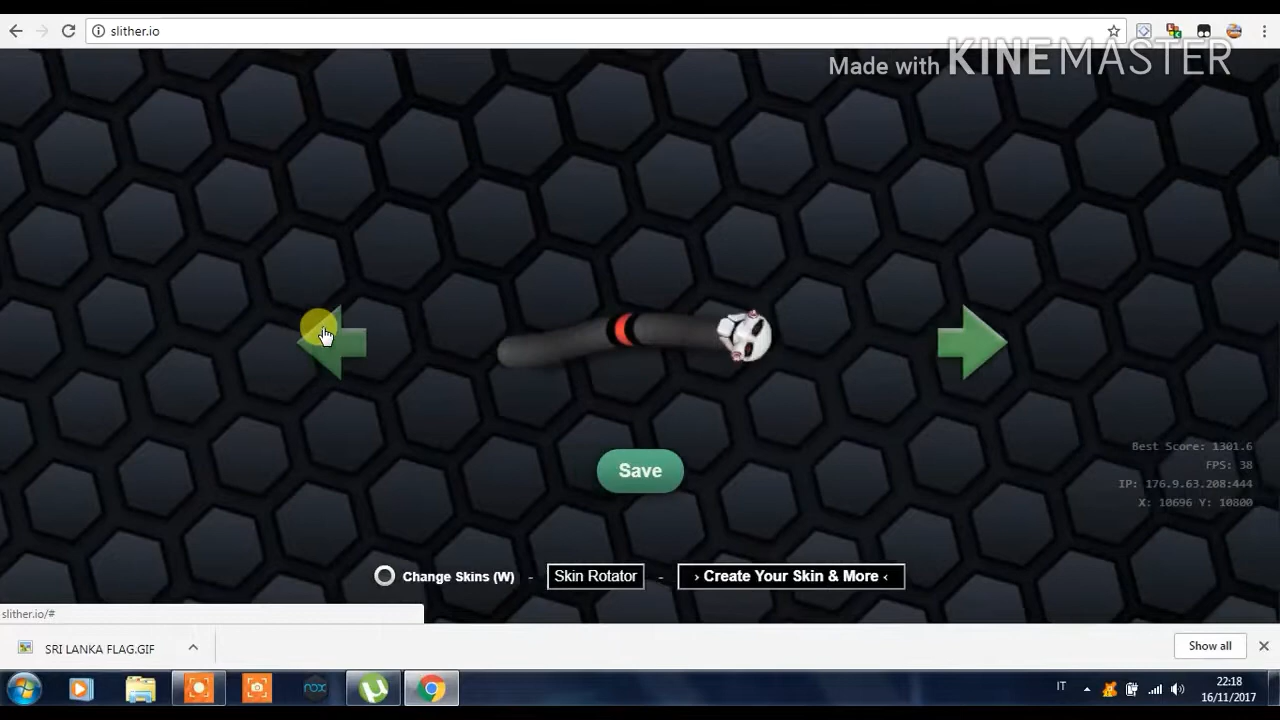 slither.io
Made with KINEMASTER
Best Score: 1301.6
FPS: 38
IP: 176.9.63.208:444
X: 10696 Y: 10800
Save
Change Skins (W) - Skin Rotator - › Create Your Skin & More ‹
slither.io/#
SRI LANKA FLAG.GIF
Show all
nox
IT
22:18
16/11/2017